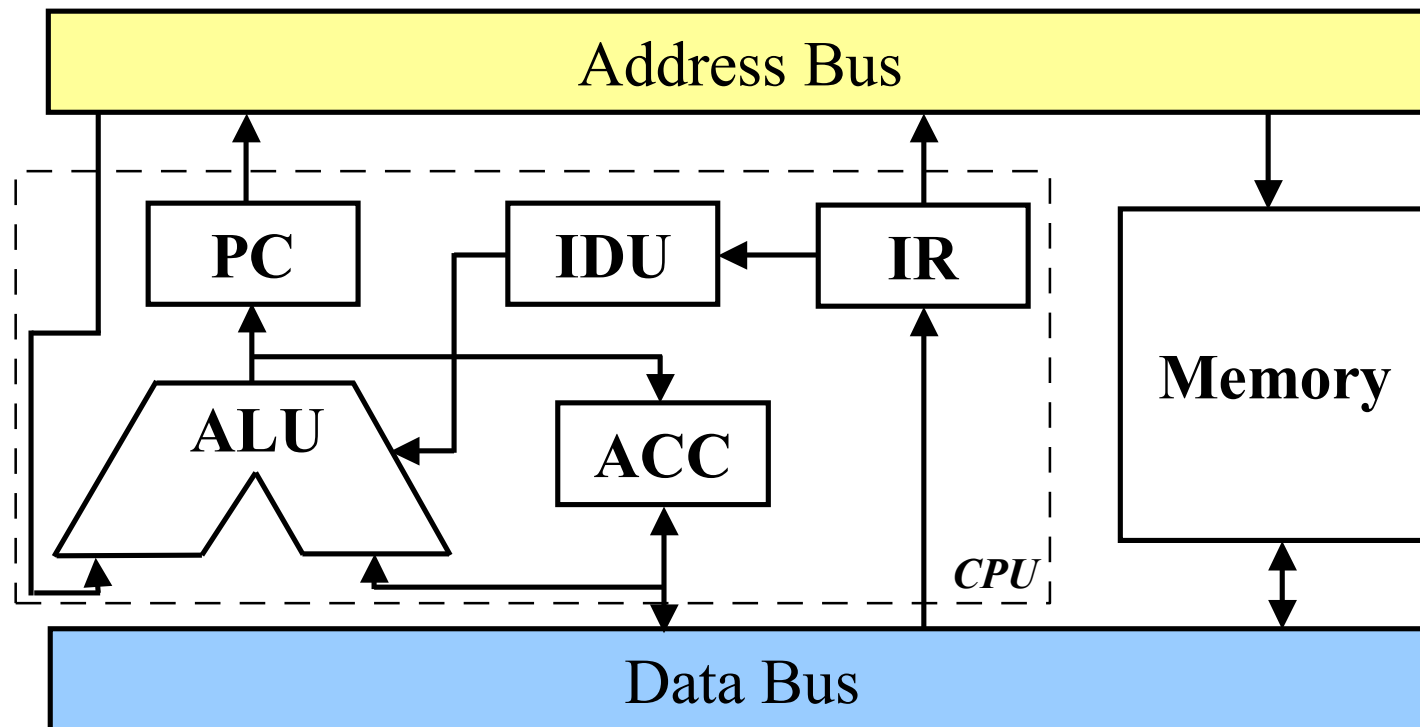 Address Bus
PC
IDU
IR
Memory
ALU
ACC
CPU
Data Bus